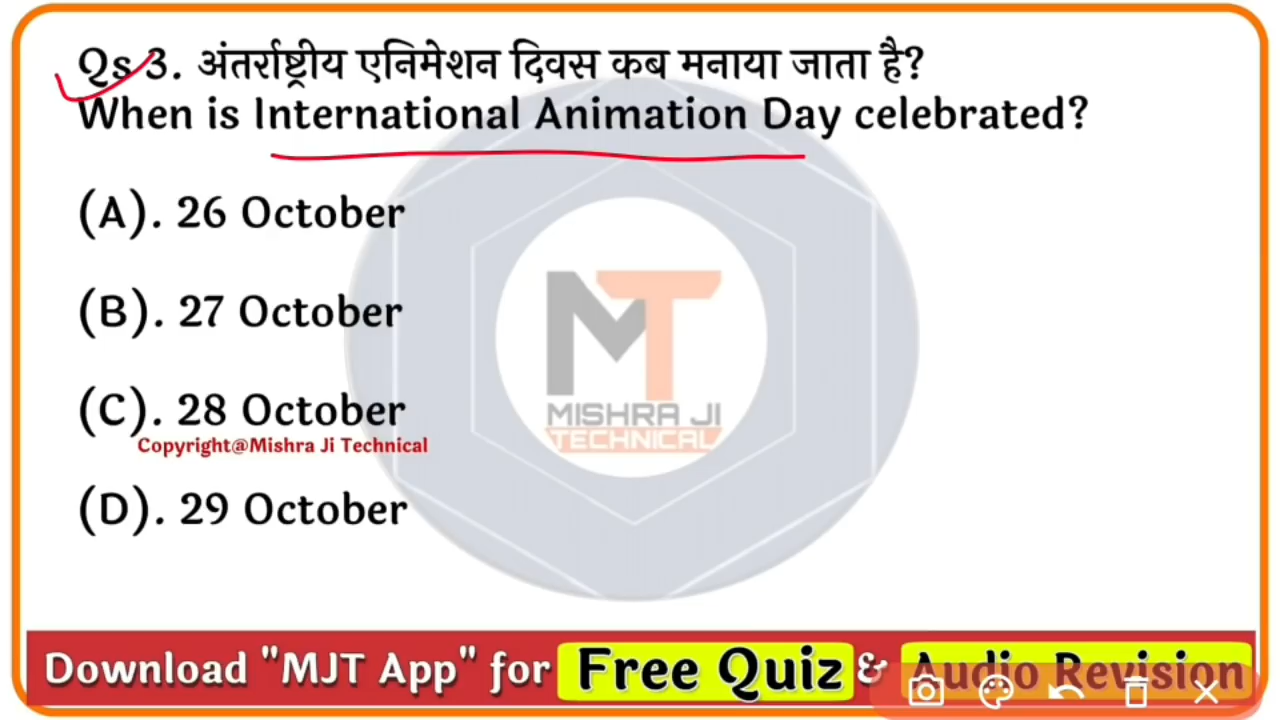 Qs 3. अंतर्राष्ट्रीय एनिमेशन दिवस कब मनाया जाता है?
When is International Animation Day celebrated?
(A). 26 October
(B). 27 October
(C). 28 October
Copyright@Mishra Ji Technical
(D). 29 October
MT
MISHRA JI
TECHNICAL
Download "MJT App" for Free Quiz & Audio Revision